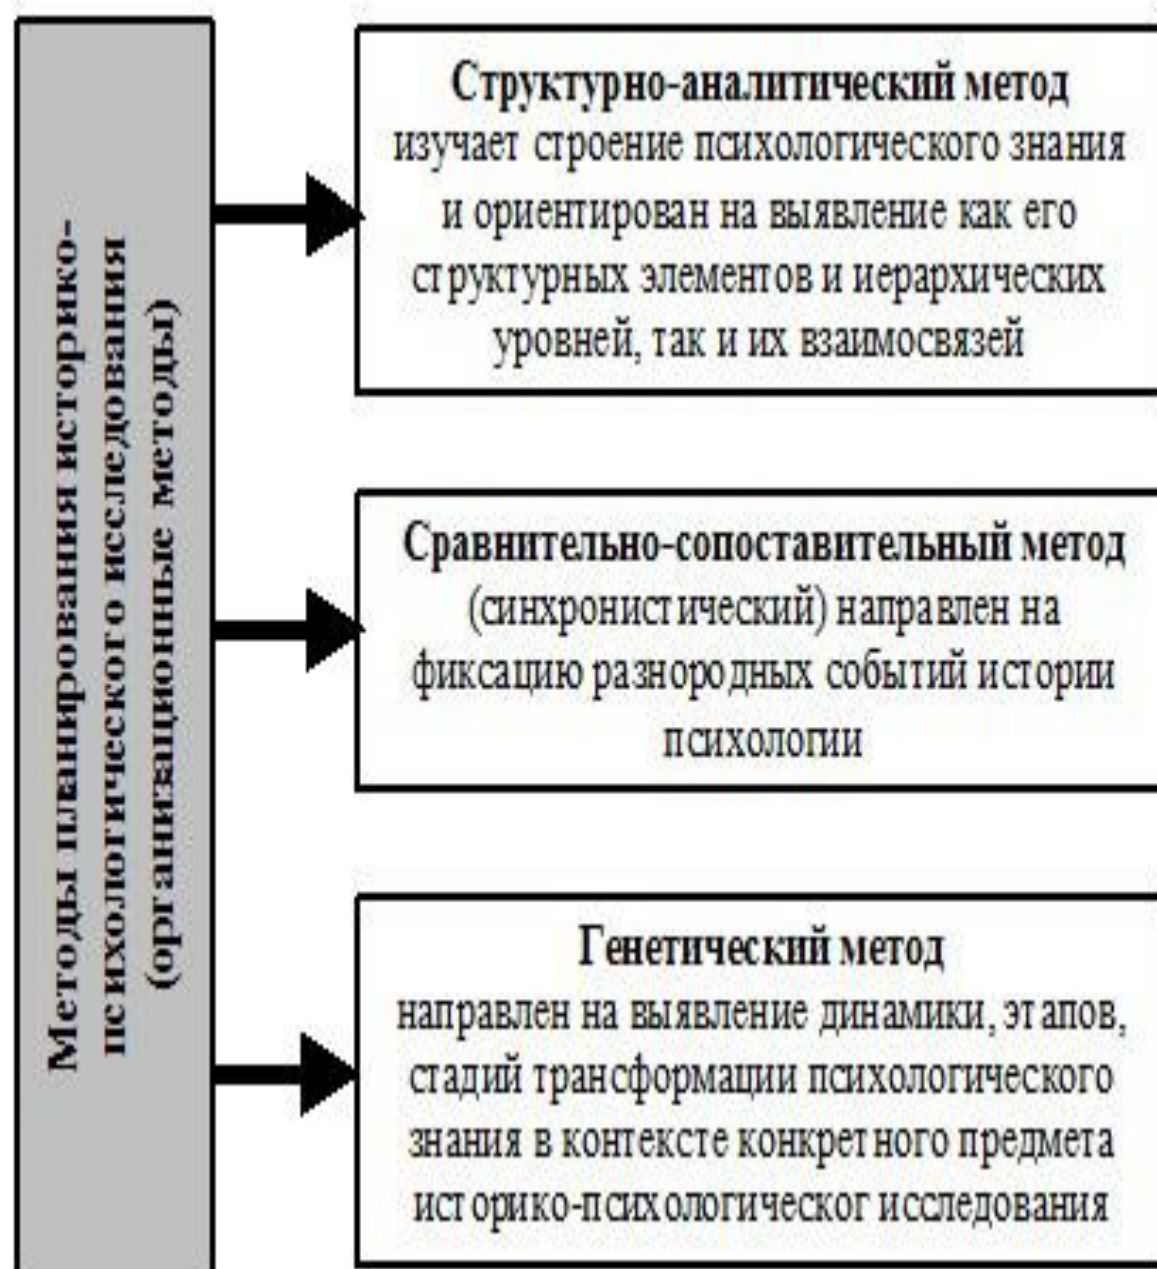 Методы планирования историко-
психологического исследования
(организационные методы)
Структурно-аналитический метод
изучает строение психологического знания
и ориентирован на выявление как его
структурных элементов и иерархических
уровней, так и их взаимосвязей
Сравнительно-сопоставительный метод
(синхронистический) направлен на
фиксацию разнородных событий истории
психологии
Генетический метод
направлен на выявление динамики, этапов,
стадий трансформации психологического
знания в контексте конкретного предмета
историко-психологическог исследования